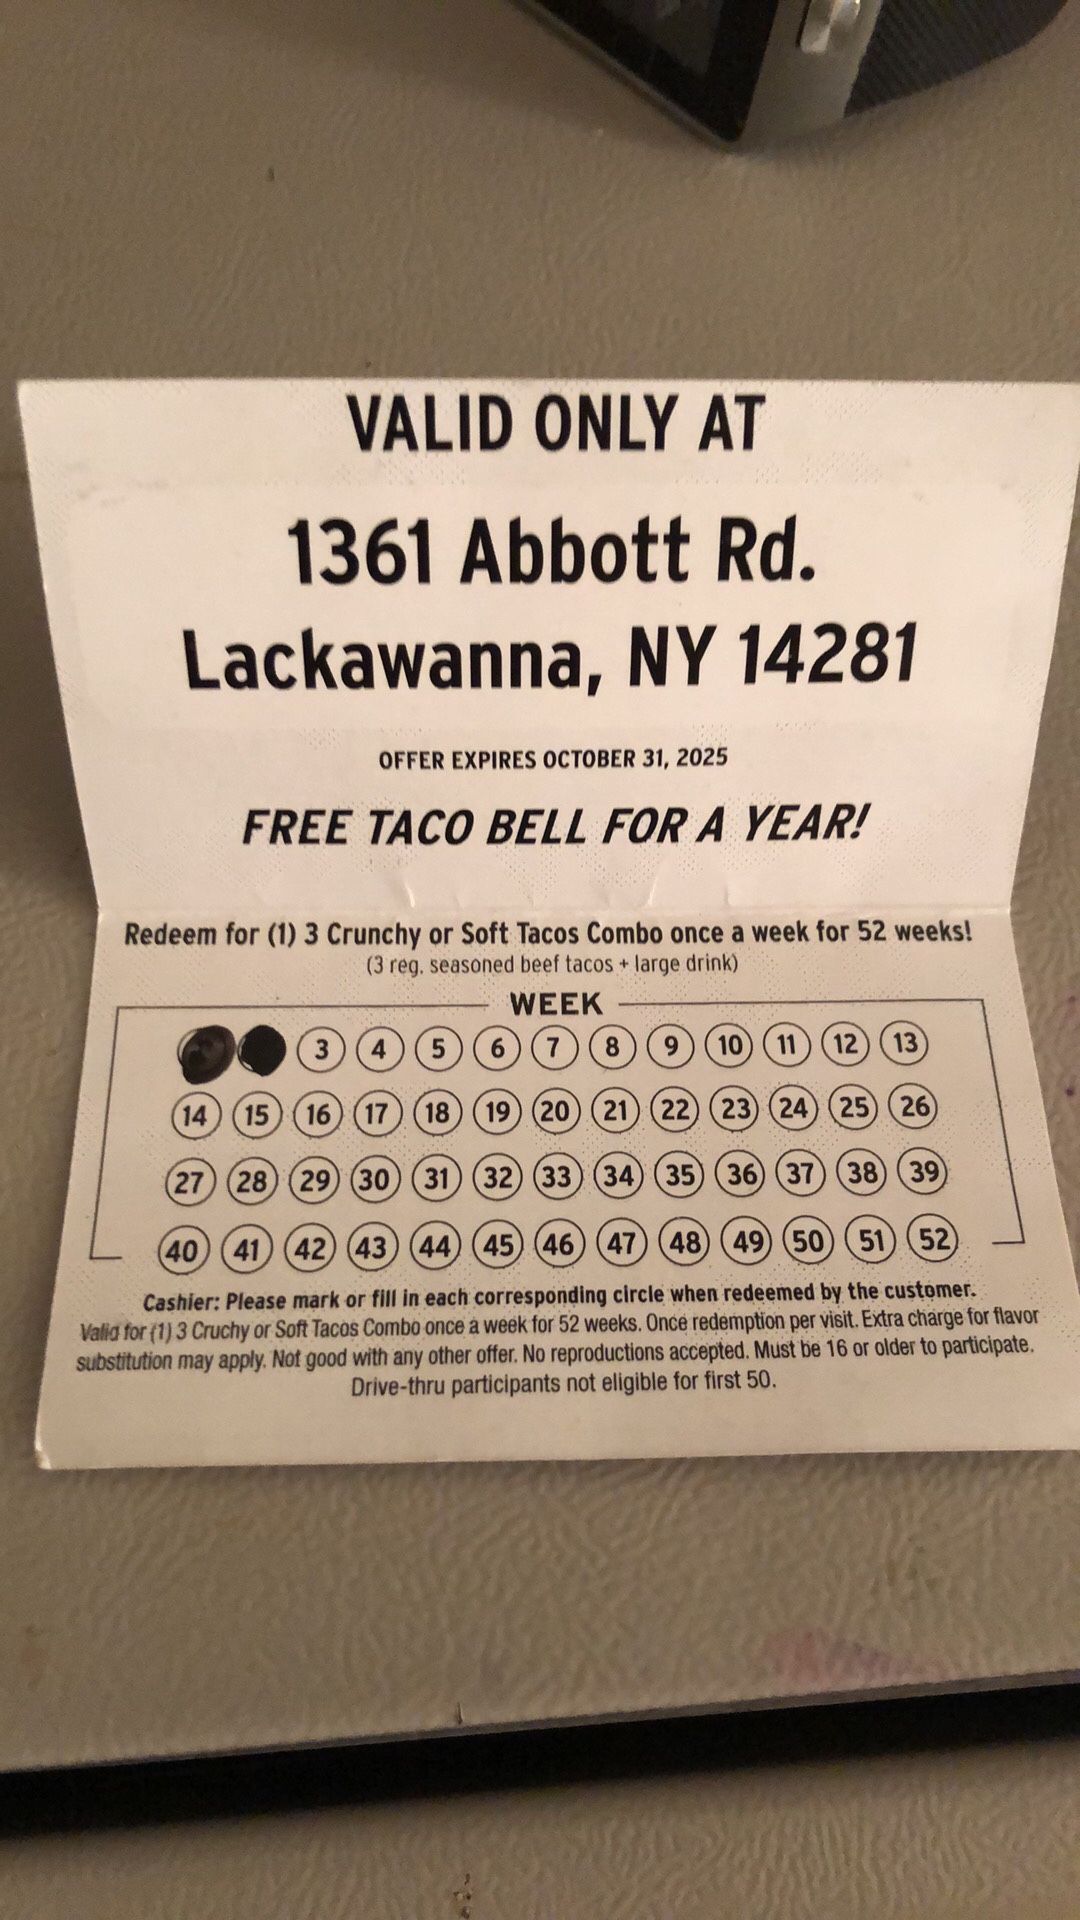 VALID ONLY AT
1361 Abbott Rd.
Lackawanna, NY 14281
OFFER EXPIRES OCTOBER 31, 2025
FREE TACO BELL FOR A YEAR!
Redeem for (1) 3 Crunchy or Soft Tacos Combo once a week for 52 weeks!
(3 reg. seasoned beef tacos + large drink)
WEEK
3 4 5 6 7 8 9 10 11 12 13
14 15 16 17 18 19 20 21 22 23 24 25 26
27 28 29 30 31 32 33 34 35 36 37 38 39
40 41 42 43 44 45 46 47 48 49 50 51 52
Cashier: Please mark or fill in each corresponding circle when redeemed by the customer.
Valid for (1) 3 Cruchy or Soft Tacos Combo once a week for 52 weeks. Once redemption per visit. Extra charge for flavor
substitution may apply. Not good with any other offer. No reproductions accepted. Must be 16 or older to participate.
Drive-thru participants not eligible for first 50.